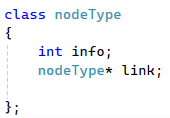 class nodeType
{
    int info;
    nodeType* link;

};